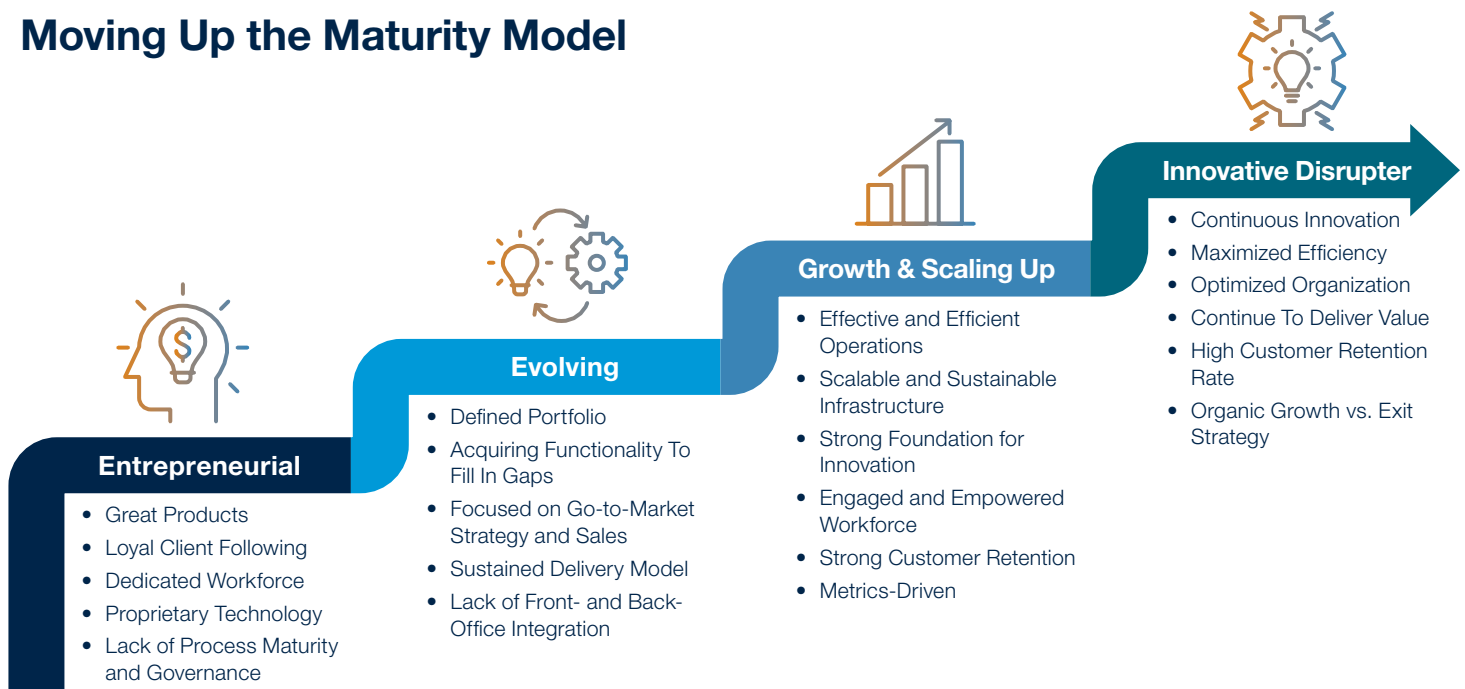 Moving Up the Maturity Model
Entrepreneurial
• Great Products
• Loyal Client Following
• Dedicated Workforce
• Proprietary Technology
• Lack of Process Maturity
and Governance
Evolving
• Defined Portfolio
• Acquiring Functionality To
Fill In Gaps
• Focused on Go-to-Market
Strategy and Sales
• Sustained Delivery Model
• Lack of Front- and Back-
Office Integration
Growth & Scaling Up
• Effective and Efficient
Operations
• Scalable and Sustainable
Infrastructure
• Strong Foundation for
Innovation
• Engaged and Empowered
Workforce
• Strong Customer Retention
• Metrics-Driven
Innovative Disrupter
• Continuous Innovation
• Maximized Efficiency
• Optimized Organization
• Continue To Deliver Value
• High Customer Retention
Rate
• Organic Growth vs. Exit
Strategy
$